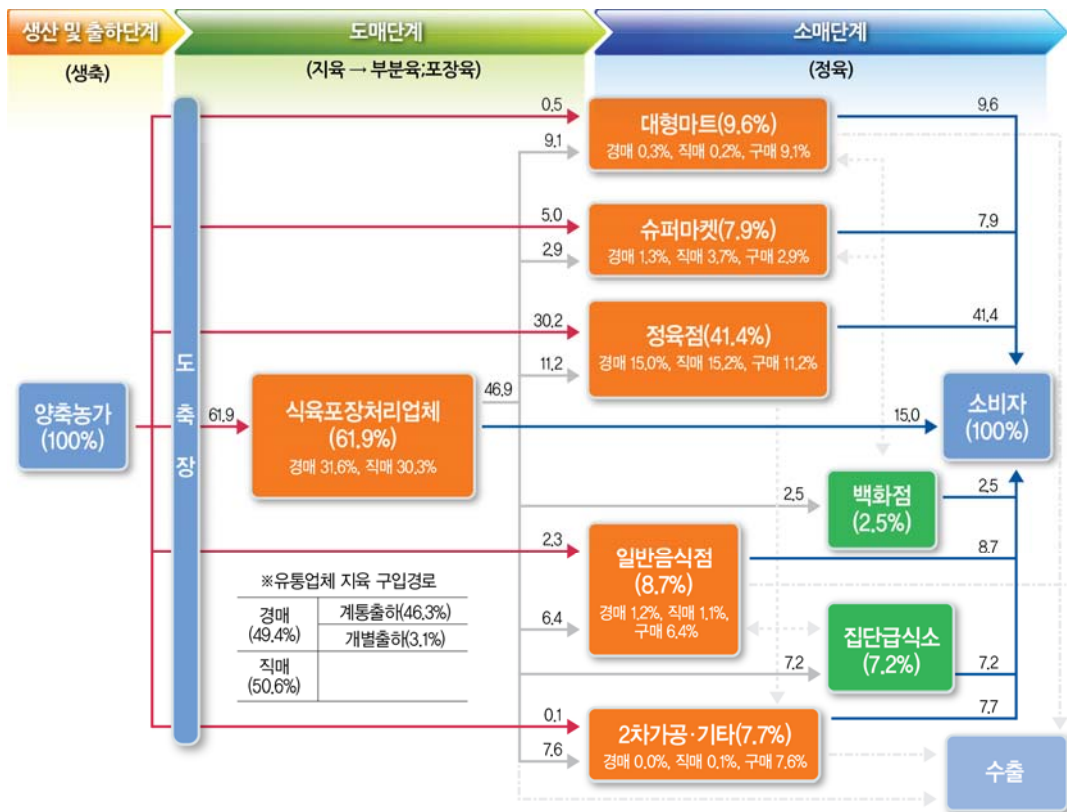 생산 및 출하단계
(생축)
도매단계
(지육 → 부분육;포장육)
소매단계
(정육)
도
축
장
0.5
대형마트(9.6%)
경매 0.3%, 직매 0.2%, 구매 9.1%
9.6
9.1
5.0
슈퍼마켓(7.9%)
경매 1.3%, 직매 3.7%, 구매 2.9%
7.9
2.9
30.2
정육점(41.4%)
경매 15.0%, 직매 15.2%, 구매 11.2%
41.4
11.2
양축농가
(100%)
61.9
식육포장처리업체
(61.9%)
경매 31.6%, 직매 30.3%
46.9
15.0
소비자
(100%)
2.5
백화점
(2.5%)
2.5
2.3
일반음식점
(8.7%)
경매 1.2%, 직매 1.1%,
구매 6.4%
8.7
6.4
※유통업체 지육 구입경로
경매
(49.4%)
계통출하(46.3%)
개별출하(3.1%)
직매
(50.6%)
7.2
집단급식소
(7.2%)
7.2
0.1
2차가공·기타(7.7%)
경매 0.0%, 직매 0.1%, 구매 7.6%
7.7
7.6
수출